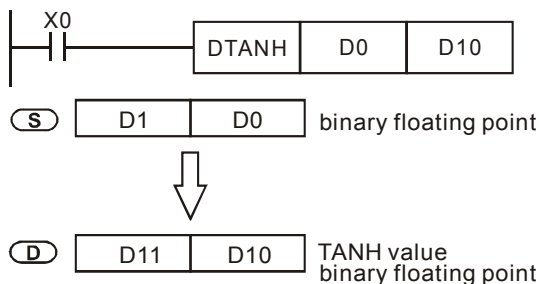 X0
DTANH D0 D10
S D1 D0 binary floating point
D D11 D10 TANH value
binary floating point